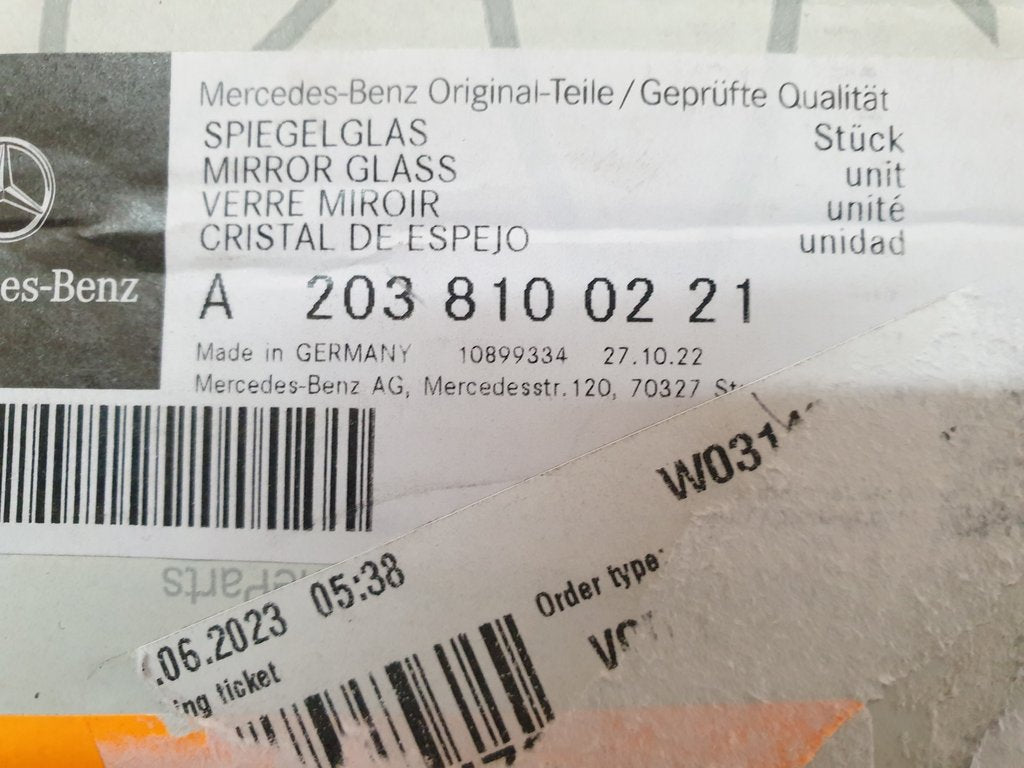 Mercedes-Benz Original-Teile/Geprüfte Qualität
SPIEGELGLAS Stück
MIRROR GLASS unit
VERRE MIROIR unité
CRISTAL DE ESPEJO unidad
es-Benz
A 203 810 02 21
Made in GERMANY 10899334 27.10.22
Mercedes-Benz AG, Mercedesstr.120, 70327
W031
Parts
.06.2023 05:38
Order type:
ing ticket